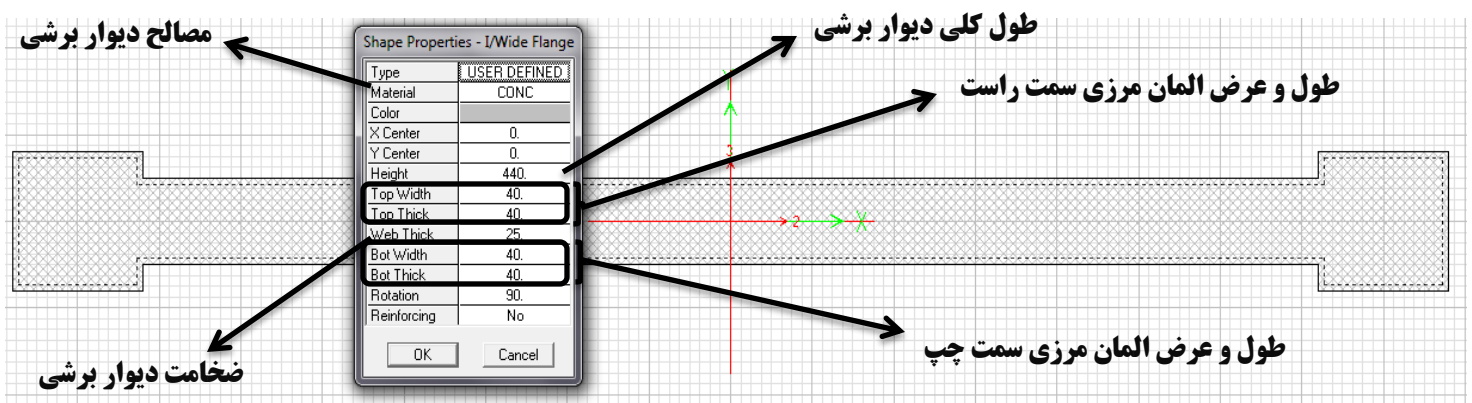 مصالح دیوار برشی
طول کلی دیوار برشی
طول و عرض المان مرزی سمت راست
Shape Properties - I/Wide Flange
Type USER DEFINED
Material CONC
Color
X Center 0.
Y Center 0.
Height 440.
Top Width 40.
Top Thick 40.
Web Thick 25.
Bot Width 40.
Bot Thick 40.
Rotation 90.
Reinforcing No
OK Cancel
Y
3
2 X
طول و عرض المان مرزی سمت چپ
ضخامت دیوار برشی